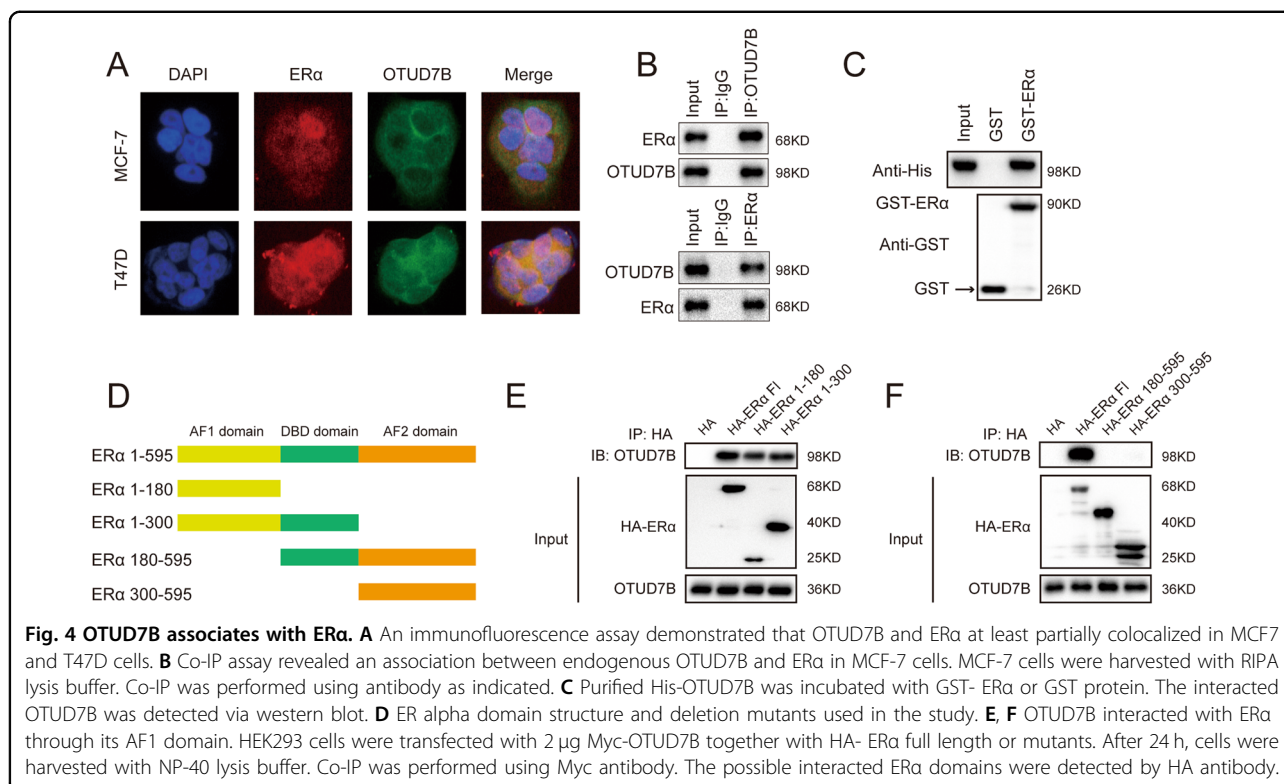 A
DAPI ERα OTUD7B Merge
MCF-7
T47D
B
Input IP:IgG IP:OTUD7B
ERα 68KD
OTUD7B 98KD
Input IP:IgG IP:ERα
OTUD7B 98KD
ERα 68KD
C
Input GST GST-ERα
Anti-His 98KD
GST-ERα 90KD
Anti-GST
GST → 26KD
D
AF1 domain DBD domain AF2 domain
ERα 1-595
ERα 1-180
ERα 1-300
ERα 180-595
ERα 300-595
E
HA HA-ERα Fl HA-ERα 1-180 HA-ERα 1-300
IP: HA
IB: OTUD7B 98KD
68KD
HA-ERα 40KD
Input
25KD
OTUD7B 36KD
F
HA HA-ERα Fl HA-ERα 180-595 HA-ERα 300-595
IP: HA
IB: OTUD7B 98KD
68KD
HA-ERα 40KD
Input
25KD
OTUD7B 36KD
Fig. 4 OTUD7B associates with ERα. A An immunofluorescence assay demonstrated that OTUD7B and ERα at least partially colocalized in MCF7
and T47D cells. B Co-IP assay revealed an association between endogenous OTUD7B and ERα in MCF-7 cells. MCF-7 cells were harvested with RIPA
lysis buffer. Co-IP was performed using antibody as indicated. C Purified His-OTUD7B was incubated with GST- ERα or GST protein. The interacted
OTUD7B was detected via western blot. D ER alpha domain structure and deletion mutants used in the study. E, F OTUD7B interacted with ERα
through its AF1 domain. HEK293 cells were transfected with 2 µg Myc-OTUD7B together with HA- ERα full length or mutants. After 24 h, cells were
harvested with NP-40 lysis buffer. Co-IP was performed using Myc antibody. The possible interacted ERα domains were detected by HA antibody.